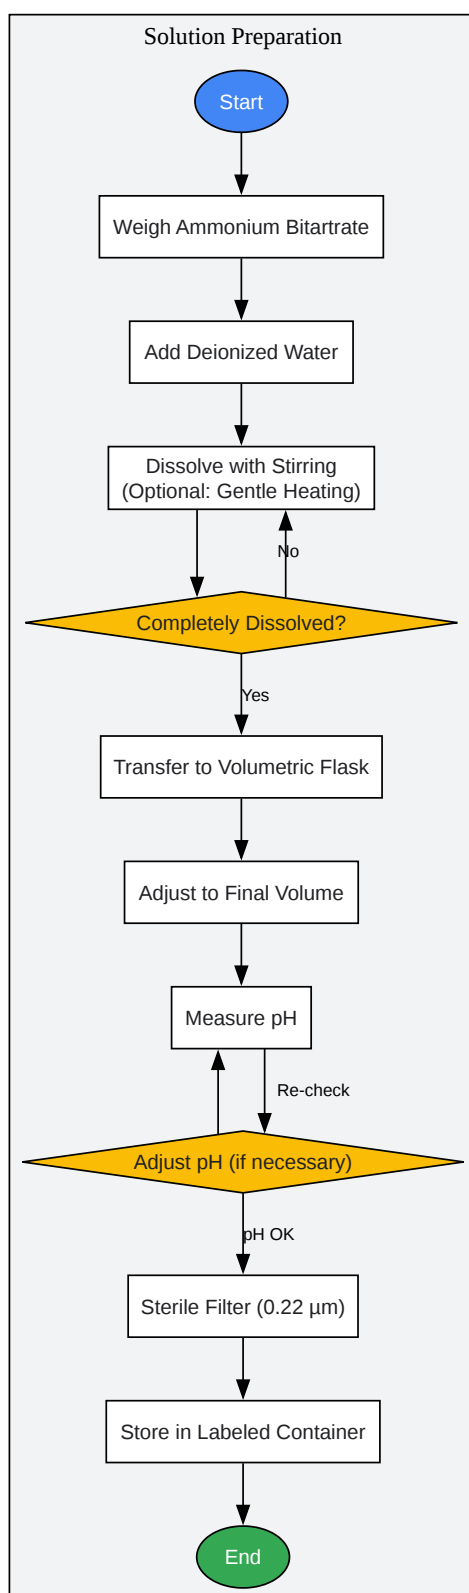 Solution Preparation
Start
Weigh Ammonium Bitartrate
Add Deionized Water
Dissolve with Stirring
(Optional: Gentle Heating)
No
Completely Dissolved?
Yes
Transfer to Volumetric Flask
Adjust to Final Volume
Measure pH
Re-check
Adjust pH (if necessary)
pH OK
Sterile Filter (0.22 µm)
Store in Labeled Container
End